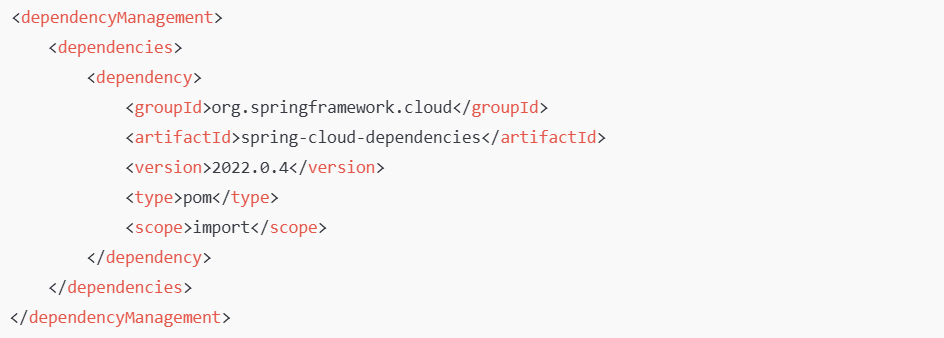 <dependencyManagement>
    <dependencies>
        <dependency>
            <groupId>org.springframework.cloud</groupId>
            <artifactId>spring-cloud-dependencies</artifactId>
            <version>2022.0.4</version>
            <type>pom</type>
            <scope>import</scope>
        </dependency>
    </dependencies>
</dependencyManagement>